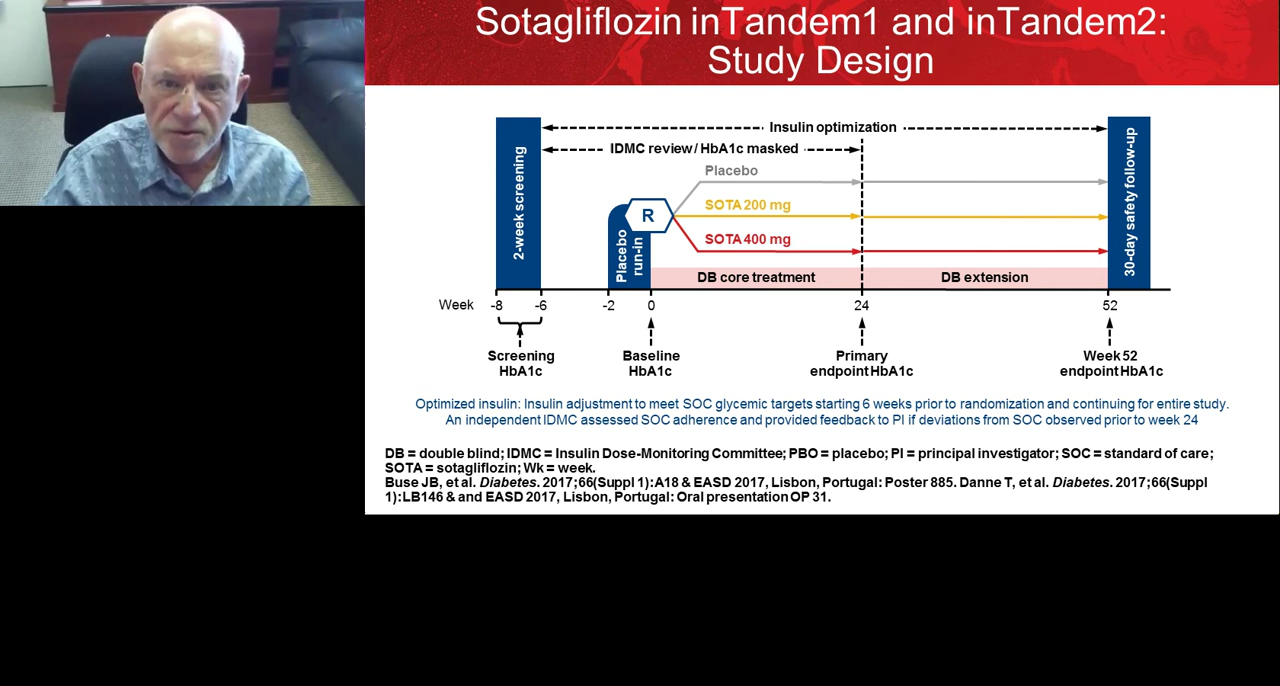 Sotagliflozin inTandem1 and inTandem2:
Study Design
Insulin optimization
IDMC review/ HbA1c masked
2-week screening
Placebo
run-in
R
Placebo
SOTA 200 mg
SOTA 400 mg
DB core treatment
DB extension
30-day safety follow-up
Week -8 -6 -2 0 24 52
Screening
HbA1c
Baseline
HbA1c
Primary
endpoint HbA1c
Week 52
endpoint HbA1c
Optimized insulin: Insulin adjustment to meet SOC glycemic targets starting 6 weeks prior to randomization and continuing for entire study.
An independent IDMC assessed SOC adherence and provided feedback to PI if deviations from SOC observed prior to week 24
DB = double blind; IDMC = Insulin Dose-Monitoring Committee; PBO = placebo; PI = principal investigator; SOC = standard of care;
SOTA = sotagliflozin; Wk = week.
Buse JB, et al. Diabetes. 2017;66(Suppl 1):A18 & EASD 2017, Lisbon, Portugal: Poster 885. Danne T, et al. Diabetes. 2017;66(Suppl
1):LB146 & and EASD 2017, Lisbon, Portugal: Oral presentation OP 31.